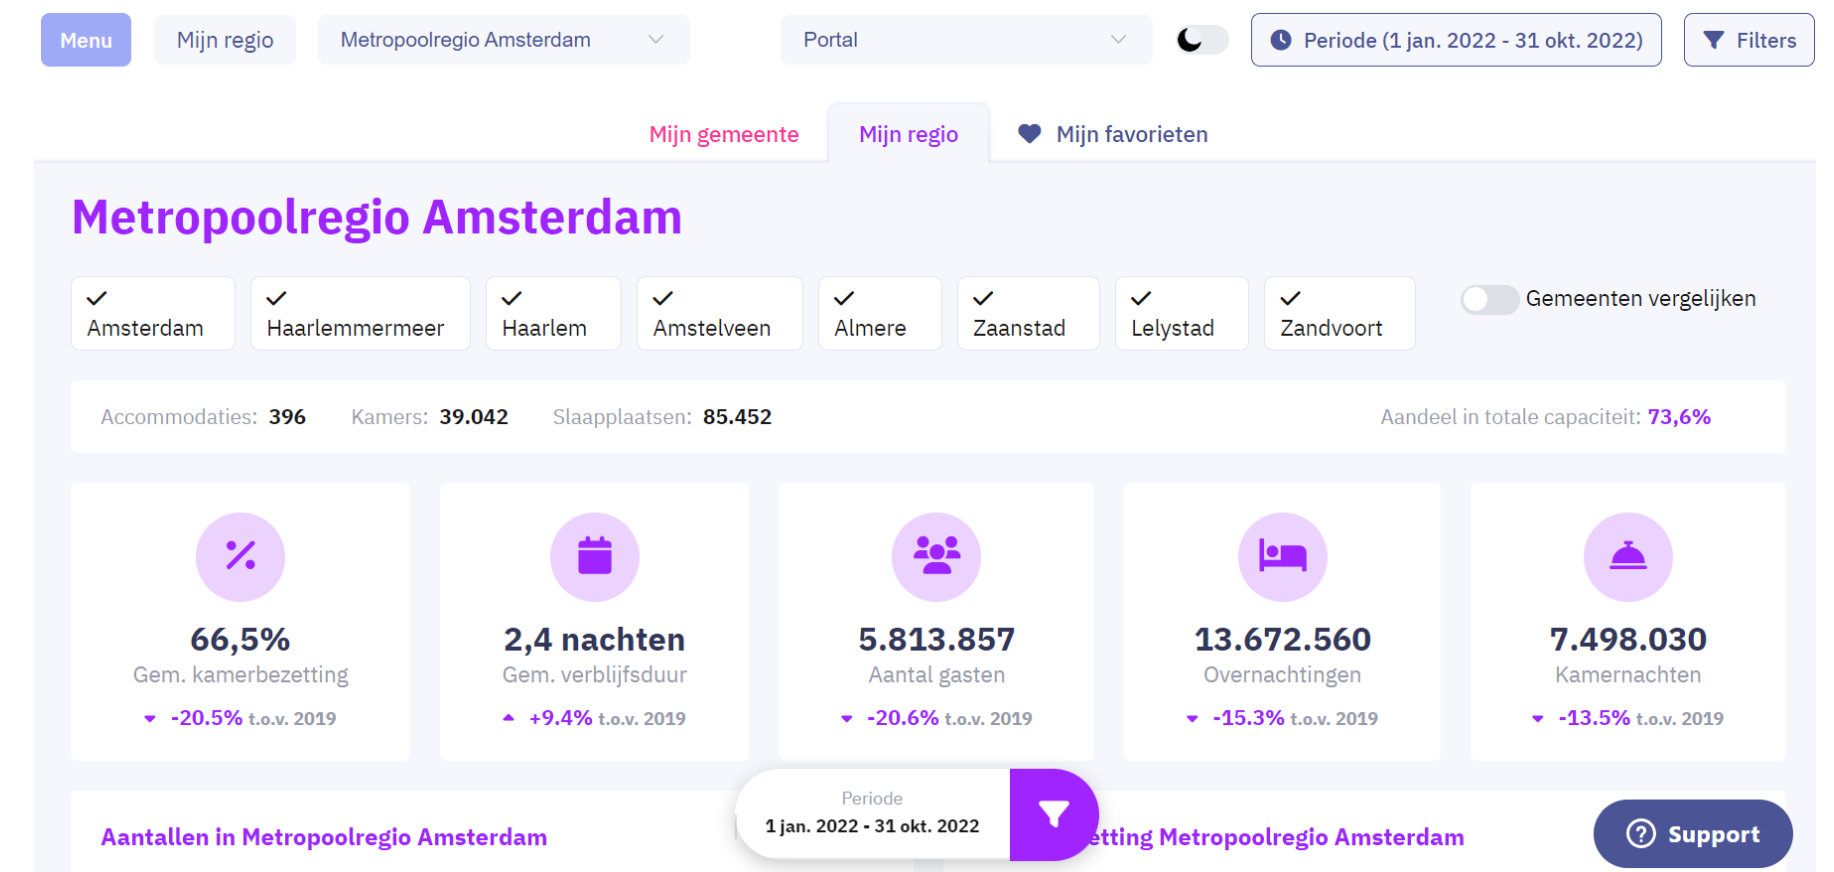 Menu Mijn regio Metropoolregio Amsterdam Portal Periode (1 jan. 2022 - 31 okt. 2022) Filters
Mijn gemeente Mijn regio Mijn favorieten
Metropoolregio Amsterdam
Amsterdam Haarlemmermeer Haarlem Amstelveen Almere Zaanstad Lelystad Zandvoort Gemeenten vergelijken
Accommodaties: 396 Kamers: 39.042 Slaapplaatsen: 85.452 Aandeel in totale capaciteit: 73,6%
66,5% 2,4 nachten 5.813.857 13.672.560 7.498.030
Gem. kamerbezetting Gem. verblijfsduur Aantal gasten Overnachtingen Kamernachten
-20.5% t.o.v. 2019 +9.4% t.o.v. 2019 -20.6% t.o.v. 2019 -15.3% t.o.v. 2019 -13.5% t.o.v. 2019
Periode
1 jan. 2022 - 31 okt. 2022
Aantallen in Metropoolregio Amsterdam etting Metropoolregio Amsterdam Support